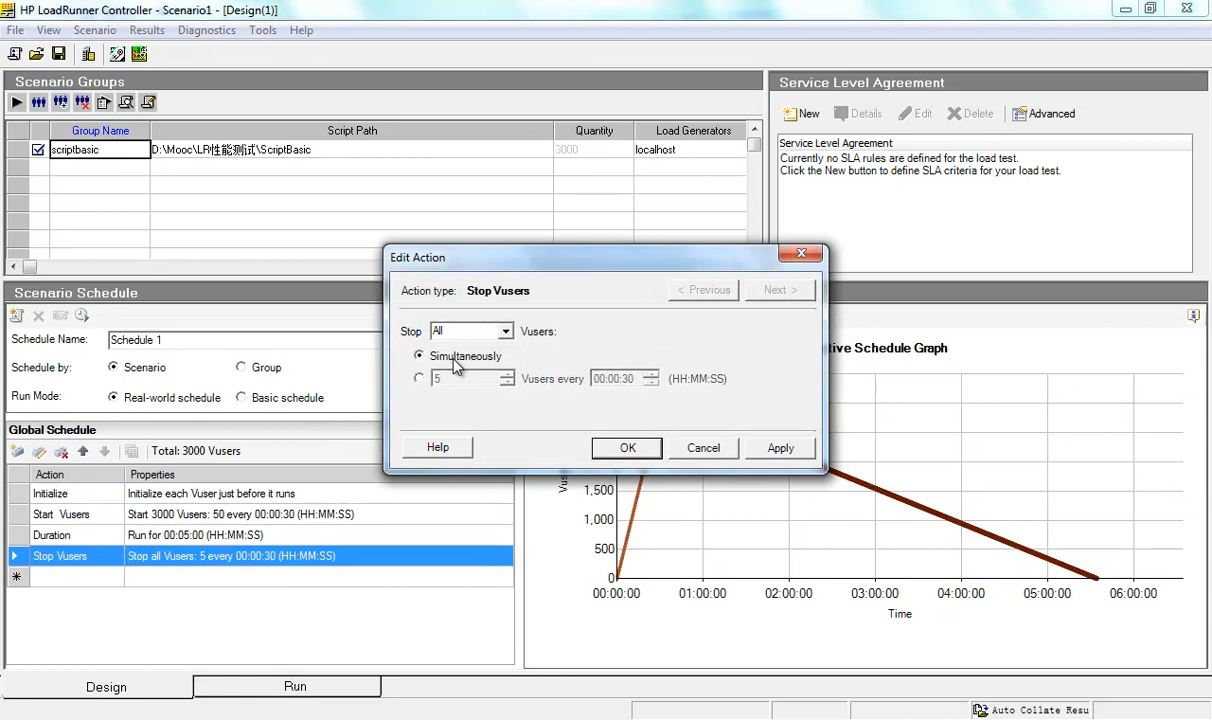 HP LoadRunner Controller - Scenario1 - [Design(1)]
File View Scenario Results Diagnostics Tools Help
Scenario Groups
Group Name Script Path Quantity Load Generators
scriptbasic D:\Mooc\LR性能测试\ScriptBasic 3000 localhost
Service Level Agreement
New Details Edit Delete Advanced
Service Level Agreement
Currently no SLA rules are defined for the load test.
Click the New button to define SLA criteria for your load test.
Edit Action
Action type: Stop Vusers < Previous Next >
Stop All Vusers:
Simultaneously
5 Vusers every 00:00:30 (HH:MM:SS)
Help OK Cancel Apply
Scenario Schedule
Schedule Name: Schedule 1
Schedule by: Scenario Group
Run Mode: Real-world schedule Basic schedule
Global Schedule
Total: 3000 Vusers
Action Properties
Initialize Initialize each Vuser just before it runs
Start Vusers Start 3000 Vusers: 50 every 00:00:30 (HH:MM:SS)
Duration Run for 00:05:00 (HH:MM:SS)
Stop Vusers Stop all Vusers: 5 every 00:00:30 (HH:MM:SS)
ive Schedule Graph
1,500
1,000
500
0
00:00:00 01:00:00 02:00:00 03:00:00 04:00:00 05:00:00 06:00:00
Time
Design Run
Auto Collate Resu